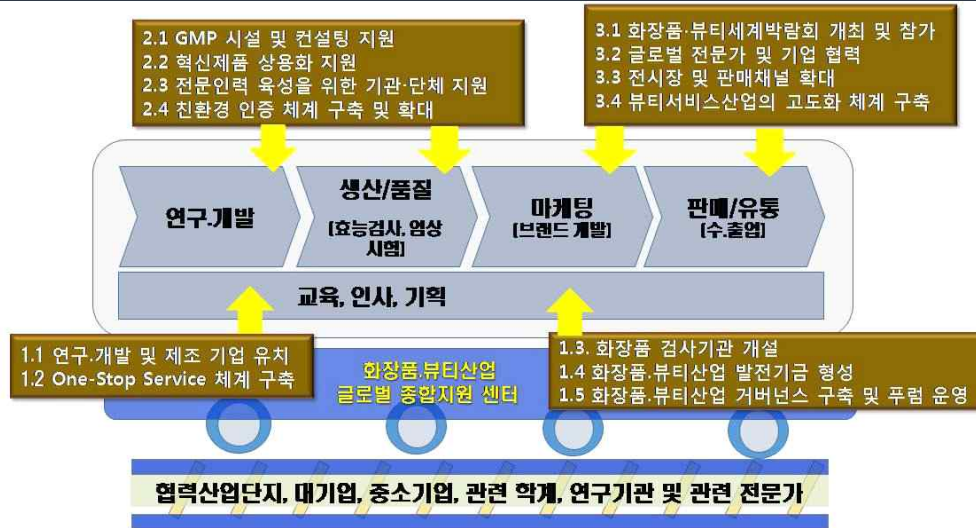 2.1 GMP 시설 및 컨설팅 지원
2.2 혁신제품 상용화 지원
2.3 전문인력 육성을 위한 기관·단체 지원
2.4 친환경 인증 체계 구축 및 확대
3.1 화장품·뷰티세계박람회 개최 및 참가
3.2 글로벌 전문가 및 기업 협력
3.3 전시장 및 판매채널 확대
3.4 뷰티서비스산업의 고도화 체계 구축
연구.개발
생산/품질
[효능검사, 임상
시험]
마케팅
[브랜드 개발]
판매/유통
[수.출입]
교육, 인사, 기획
1.1 연구.개발 및 제조 기업 유치
1.2 One-Stop Service 체계 구축
화장품.뷰티산업
글로벌 종합지원 센터
1.3. 화장품 검사기관 개설
1.4 화장품.뷰티산업 발전기금 형성
1.5 화장품.뷰티산업 거버넌스 구축 및 푸럼 운영
협력산업단지, 대기업, 중소기업, 관련 학계, 연구기관 및 관련 전문가